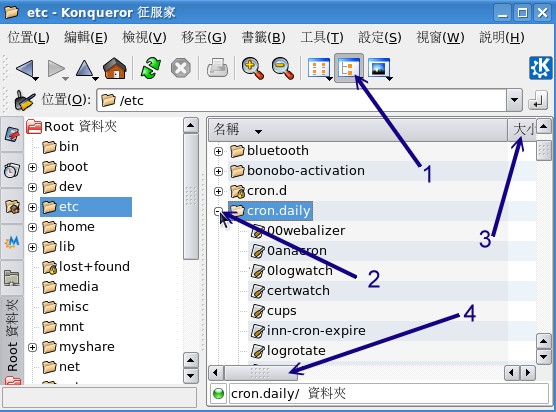 etc - Konqueror 征服家
位置(L) 編輯(E) 檢視(V) 移至(G) 書籤(B) 工具(T) 設定(S) 視窗(W) 説明(H)
位置(O): /etc
Root 資料夾
bin
boot
dev
etc
home
lib
lost+found
media
misc
mnt
myshare
net
Root 資料夾
名稱 大小
bluetooth
bonobo-activation
cron.d
cron.daily
00webalizer
0anacron
0logwatch
certwatch
cups
inn-cron-expire
logrotate
1
2
3
4
cron.daily/ 資料夾